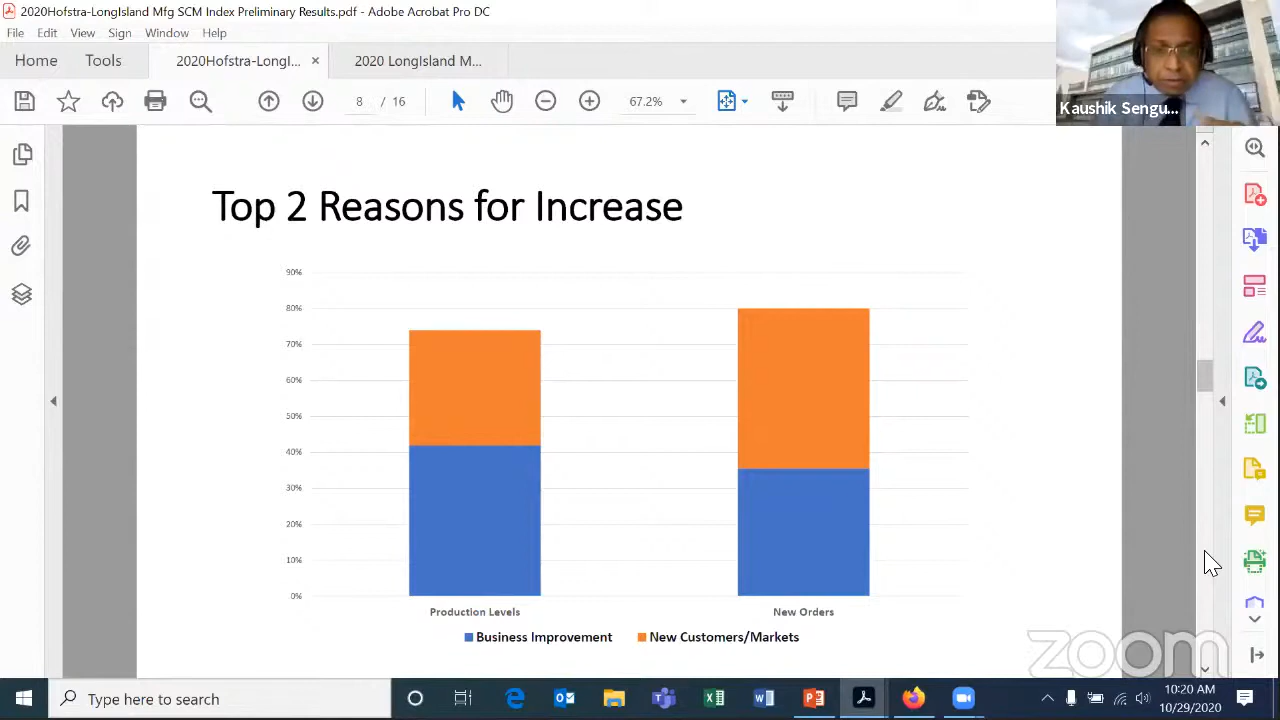 2020Hofstra-LongIsland Mfg SCM Index Preliminary Results.pdf - Adobe Acrobat Pro DC
File Edit View Sign Window Help
Home Tools 2020Hofstra-LongI... × 2020 LongIsland M...
8 / 16 67.2%
Kaushik Sengu...
Top 2 Reasons for Increase
90%
80%
70%
60%
50%
40%
30%
20%
10%
0%
Production Levels New Orders
Business Improvement New Customers/Markets
zoom
Type here to search
10:20 AM
10/29/2020